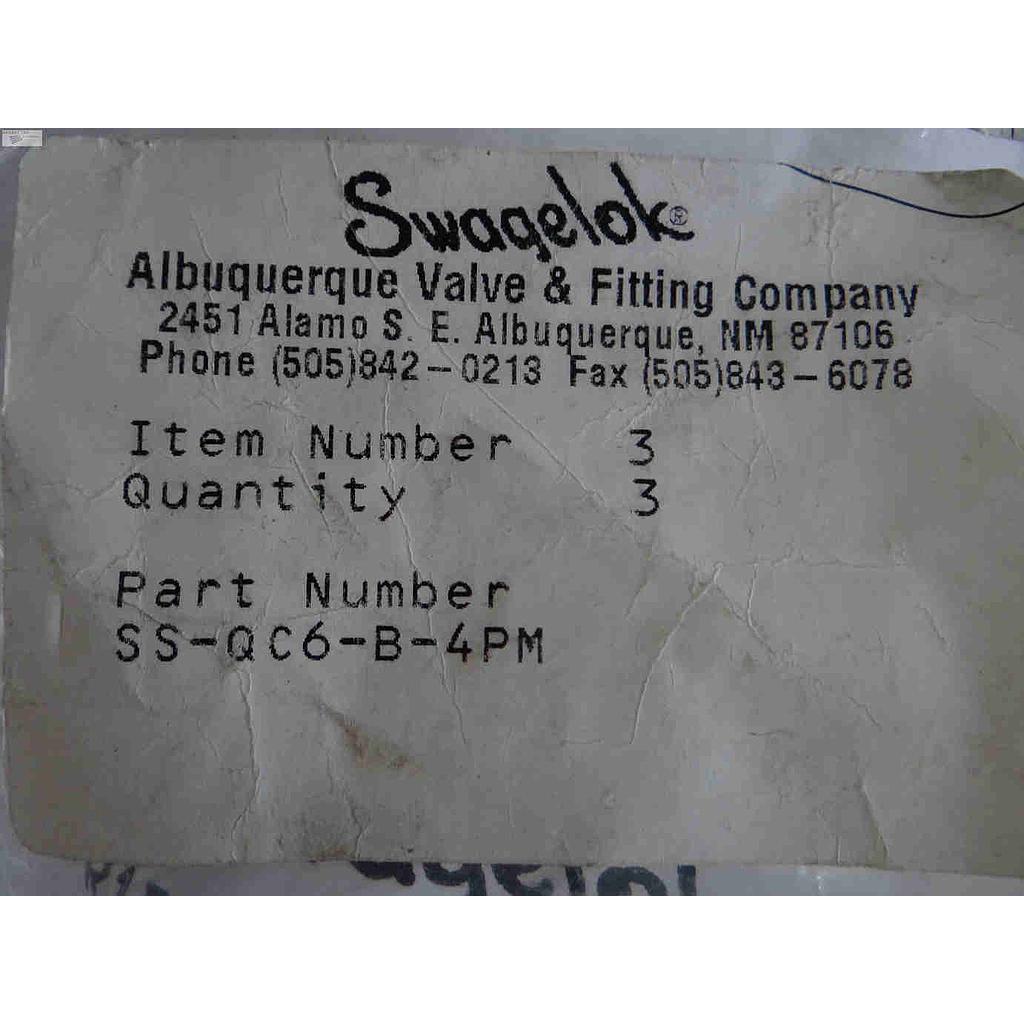 Swagelok®
Albuquerque Valve & Fitting Company
2451 Alamo S. E. Albuquerque, NM 87106
Phone (505)842-0213 Fax (505)843-6078
Item Number 3
Quantity 3
Part Number
SS-QC6-B-4PM